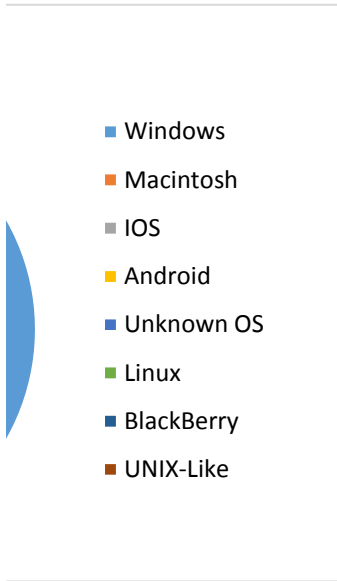 Windows
Macintosh
IOS
Android
Unknown OS
Linux
BlackBerry
UNIX-Like